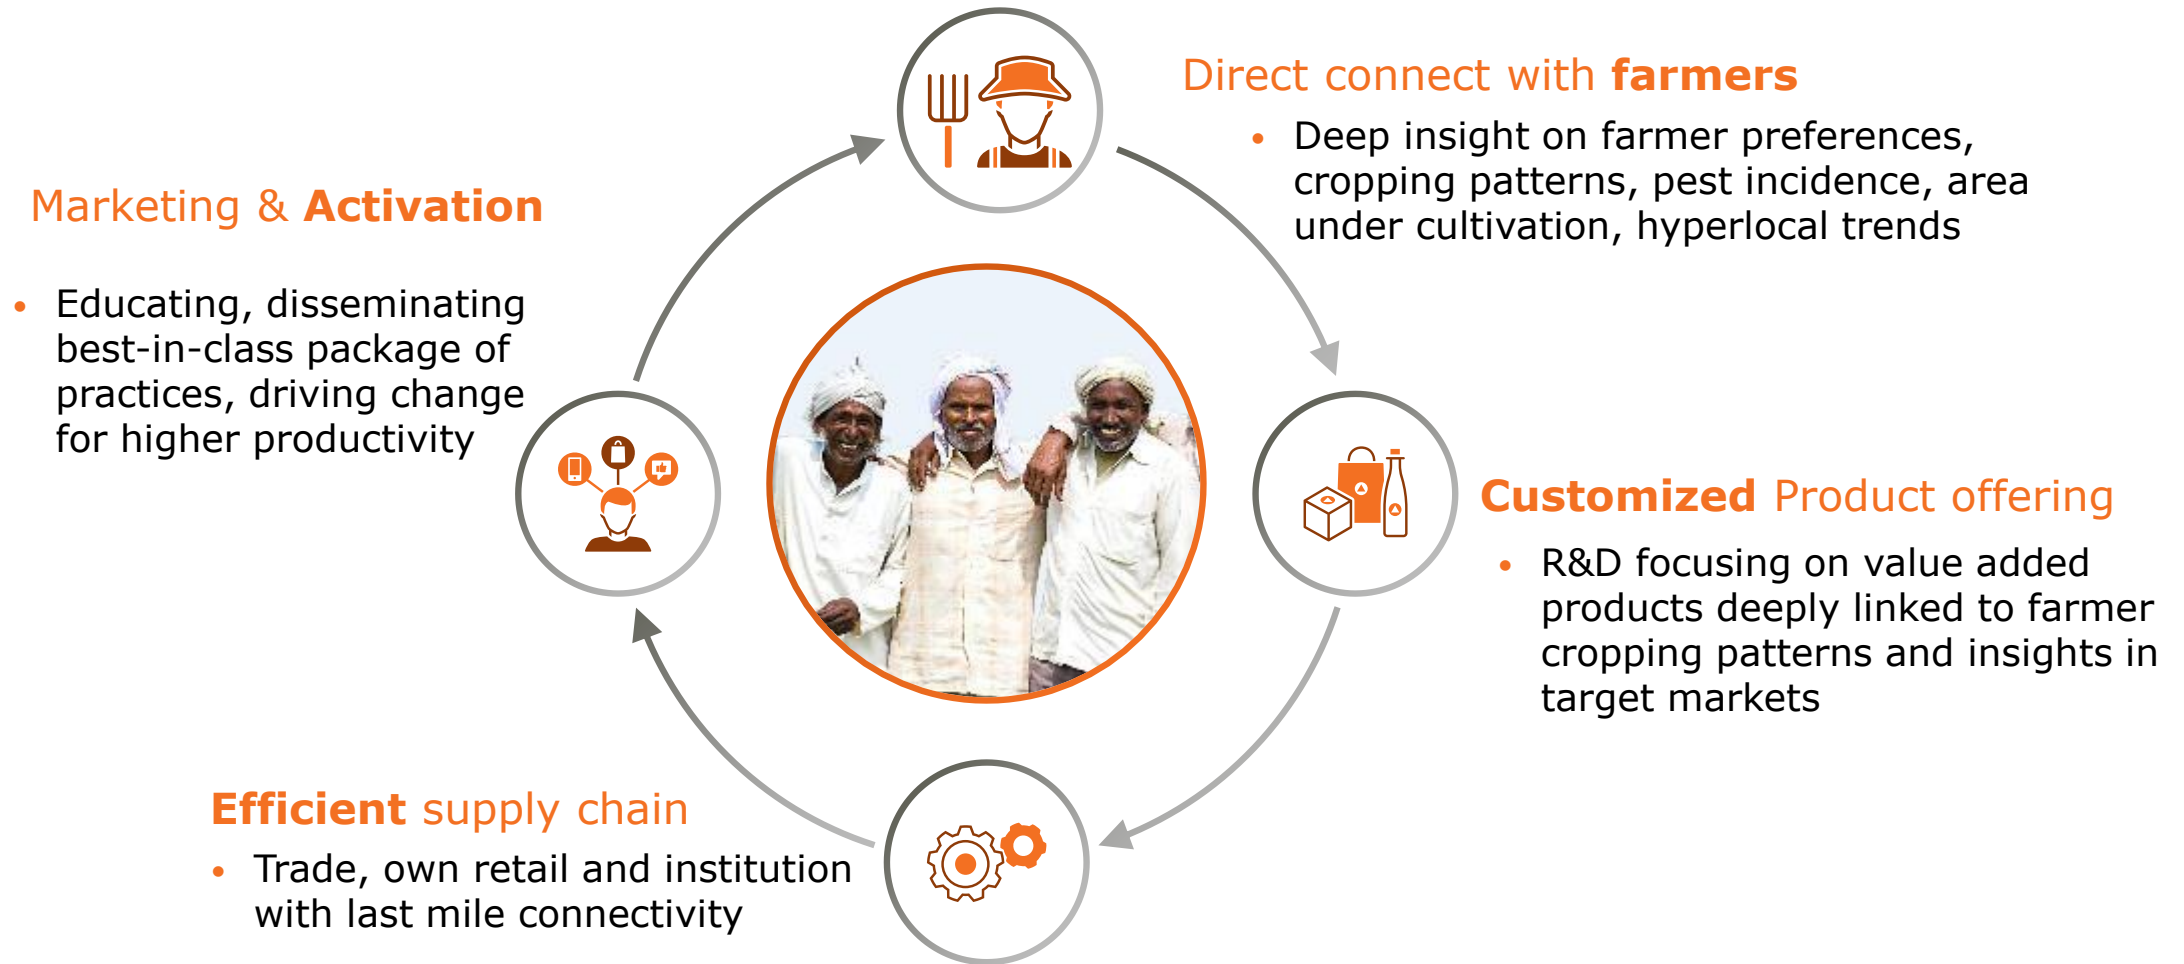 Direct connect with farmers
• Deep insight on farmer preferences,
cropping patterns, pest incidence, area
under cultivation, hyperlocal trends
Customized Product offering
• R&D focusing on value added
products deeply linked to farmer
cropping patterns and insights in
target markets
Efficient supply chain
• Trade, own retail and institution
with last mile connectivity
Marketing & Activation
• Educating, disseminating
best-in-class package of
practices, driving change
for higher productivity